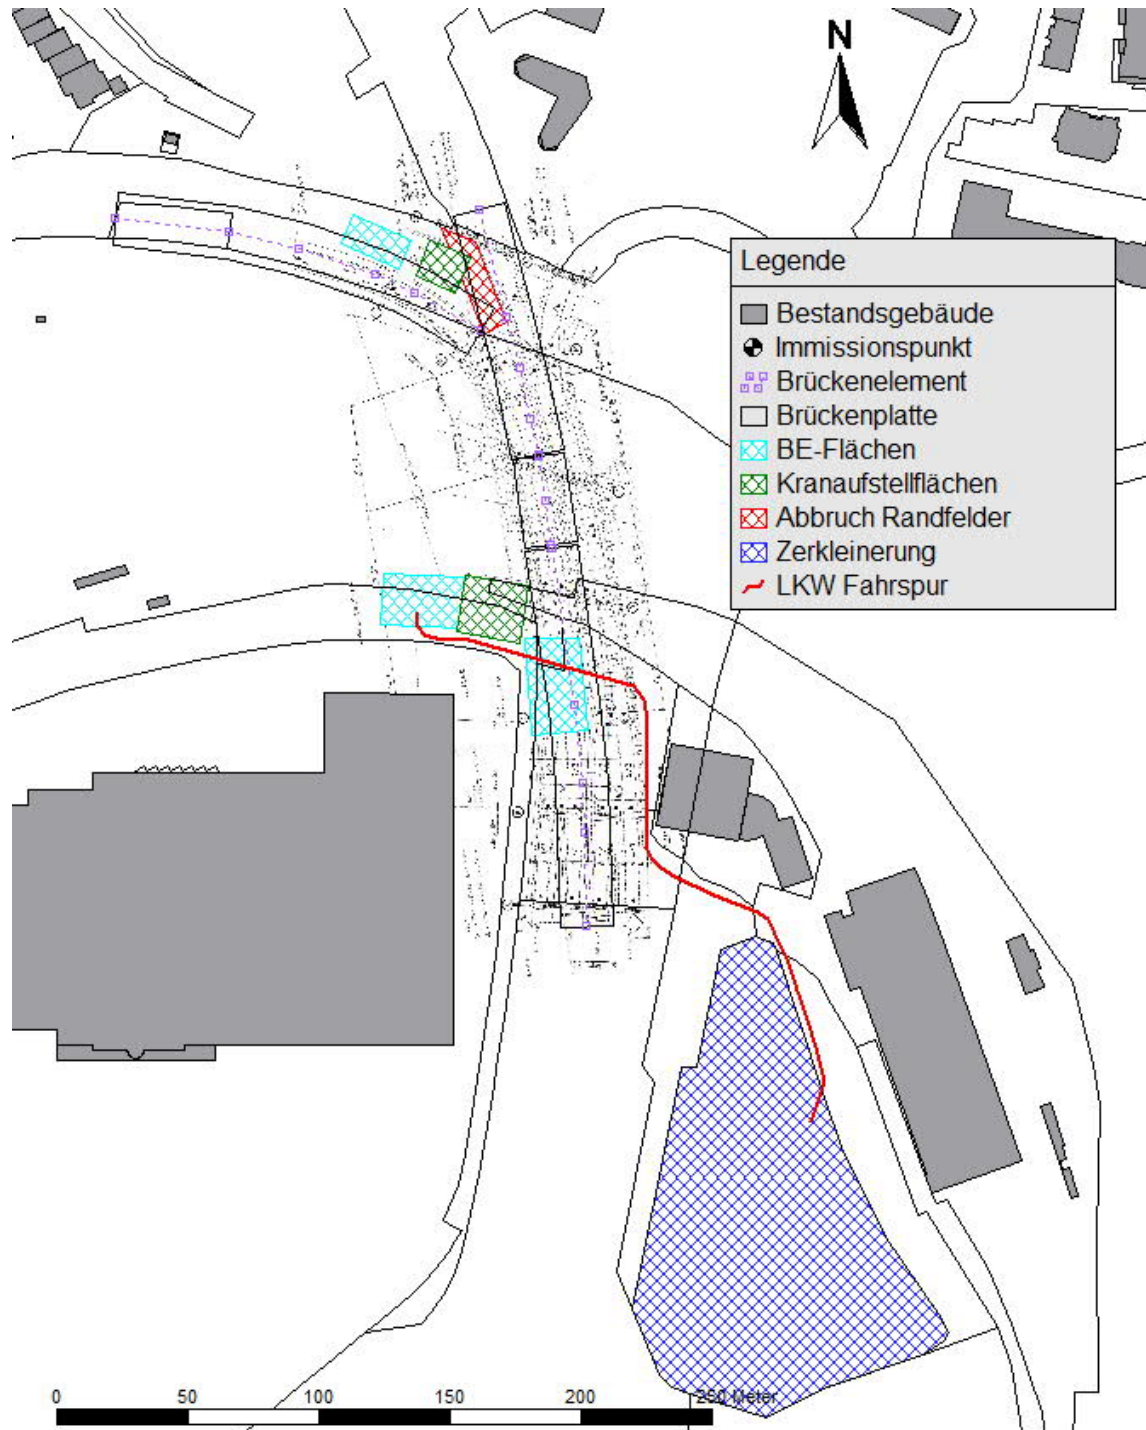 N
Legende
Bestandsgebäude
Immissionspunkt
Brückenelement
Brückenplatte
BE-Flächen
Kranaufstellflächen
Abbruch Randfelder
Zerkleinerung
LKW Fahrspur
0 50 100 150 200 250 Meter